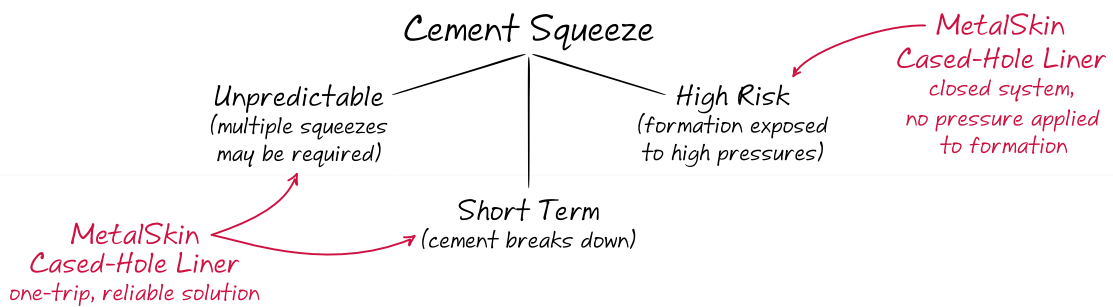 Cement Squeeze
Unpredictable
(multiple squeezes
may be required)
High Risk
(formation exposed
to high pressures)
MetalSkin
Cased-Hole Liner
closed system,
no pressure applied
to formation
Short Term
(cement breaks down)
MetalSkin
Cased-Hole Liner
one-trip, reliable solution